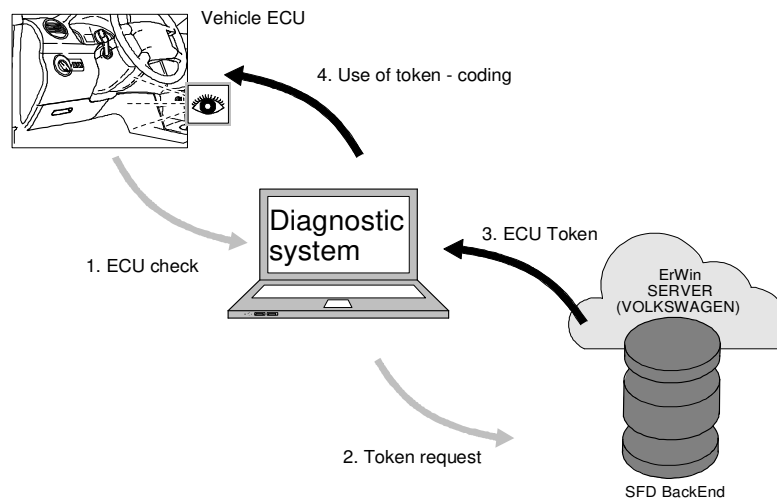 Vehicle ECU
4. Use of token - coding
Diagnostic
system
3. ECU Token
1. ECU check
ErWin
SERVER
(VOLKSWAGEN)
2. Token request
SFD BackEnd